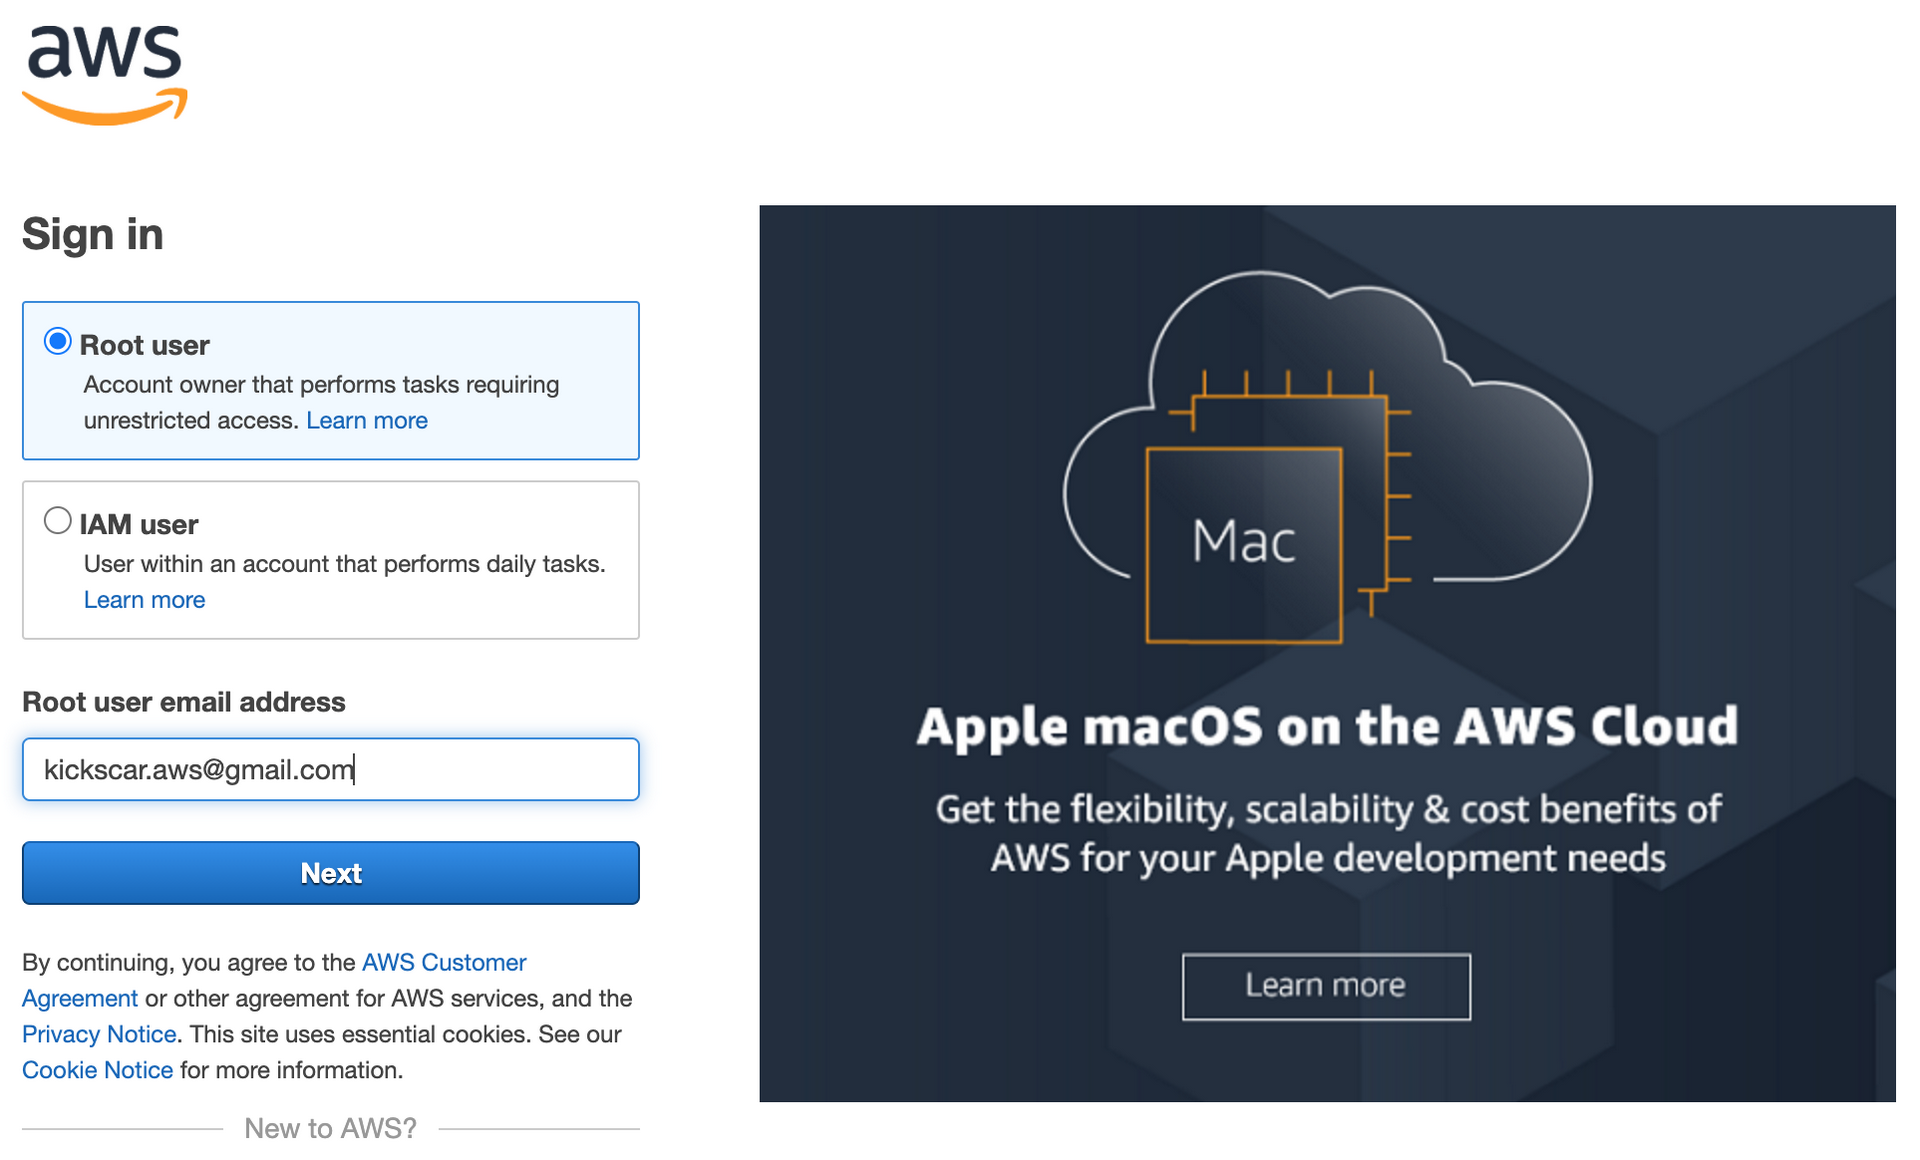 aws
Sign in
Root user
Account owner that performs tasks requiring
unrestricted access. Learn more
IAM user
User within an account that performs daily tasks.
Learn more
Root user email address
kickscar.aws@gmail.com
Next
By continuing, you agree to the AWS Customer
Agreement or other agreement for AWS services, and the
Privacy Notice. This site uses essential cookies. See our
Cookie Notice for more information.
New to AWS?
Mac
Apple macOS on the AWS Cloud
Get the flexibility, scalability & cost benefits of
AWS for your Apple development needs
Learn more